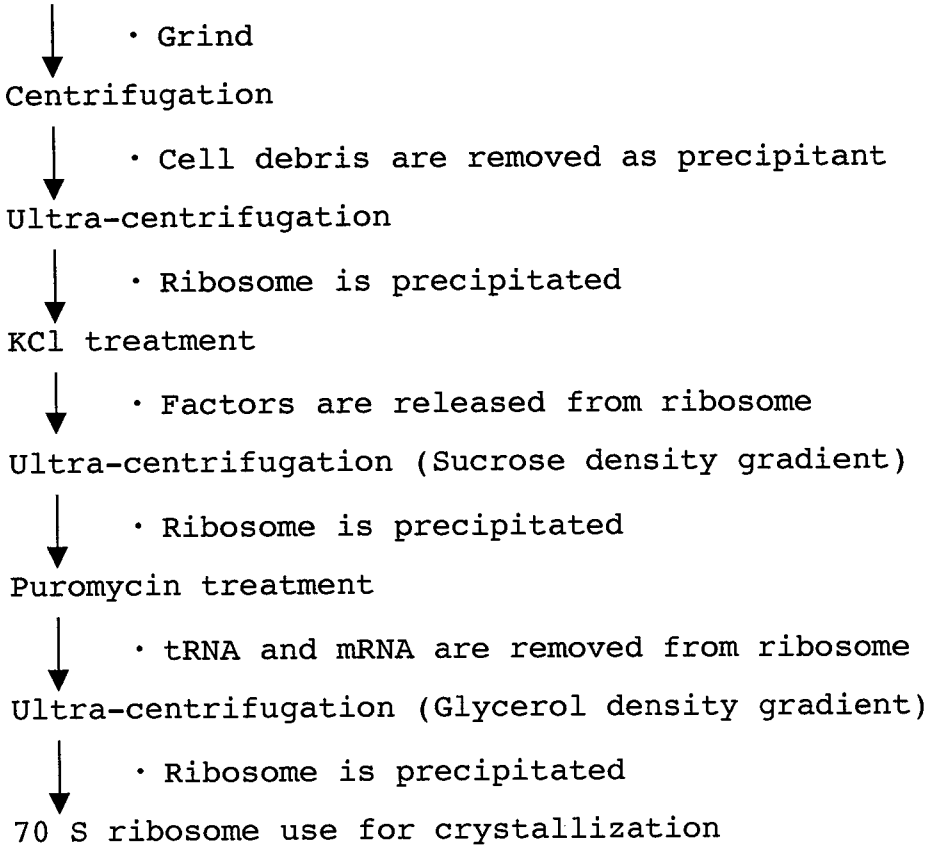 · Grind
Centrifugation
· Cell debris are removed as precipitant
Ultra-centrifugation
· Ribosome is precipitated
KCl treatment
· Factors are released from ribosome
Ultra-centrifugation (Sucrose density gradient)
· Ribosome is precipitated
Puromycin treatment
· tRNA and mRNA are removed from ribosome
Ultra-centrifugation (Glycerol density gradient)
· Ribosome is precipitated
70 S ribosome use for crystallization